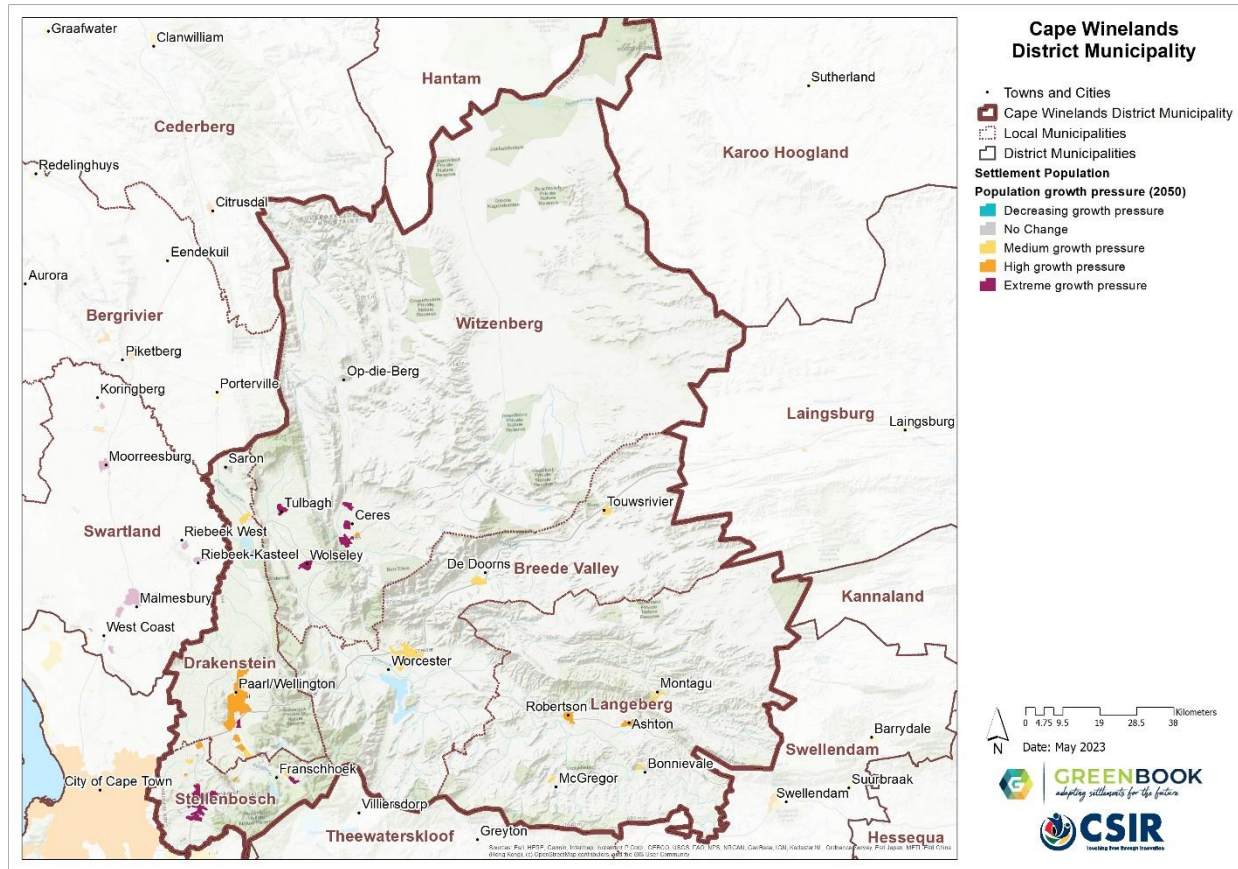 Cape Winelands
District Municipality
Towns and Cities
Cape Winelands District Municipality
Local Municipalities
District Municipalities
Settlement Population
Population growth pressure (2050)
Decreasing growth pressure
No Change
Medium growth pressure
High growth pressure
Extreme growth pressure
Graafwater
Clanwilliam
Hantam
Sutherland
Cederberg
Karoo Hoogland
Redelinghuys
Citrusdal
Eendekuil
Aurora
Bergrivier
Witzenberg
Piketberg
Op-die-Berg
Koringberg
Porterville
Laingsburg
Laingsburg
Moorreesburg
Saron
Tulbagh
Ceres
Touwsrivier
Swartland
Riebeek West
Riebeek-Kasteel
Wolseley
De Doorns
Breede Valley
Kannaland
Malmesbury
West Coast
Drakenstein
Worcester
Paarl/Wellington
Montagu
Robertson
Langeberg
Ashton
Swellendam
Barrydale
City of Cape Town
Franschhoek
McGregor
Bonnievale
Suurbraak
Stellenbosch
Villiersdorp
Swellendam
Theewaterskloof
Greyton
Hessequa
Kilometers
0 4.75 9.5 19 28.5 38
N
Date: May 2023
GREENBOOK
adapting settlements for the future
CSIR
Touching lives through innovation